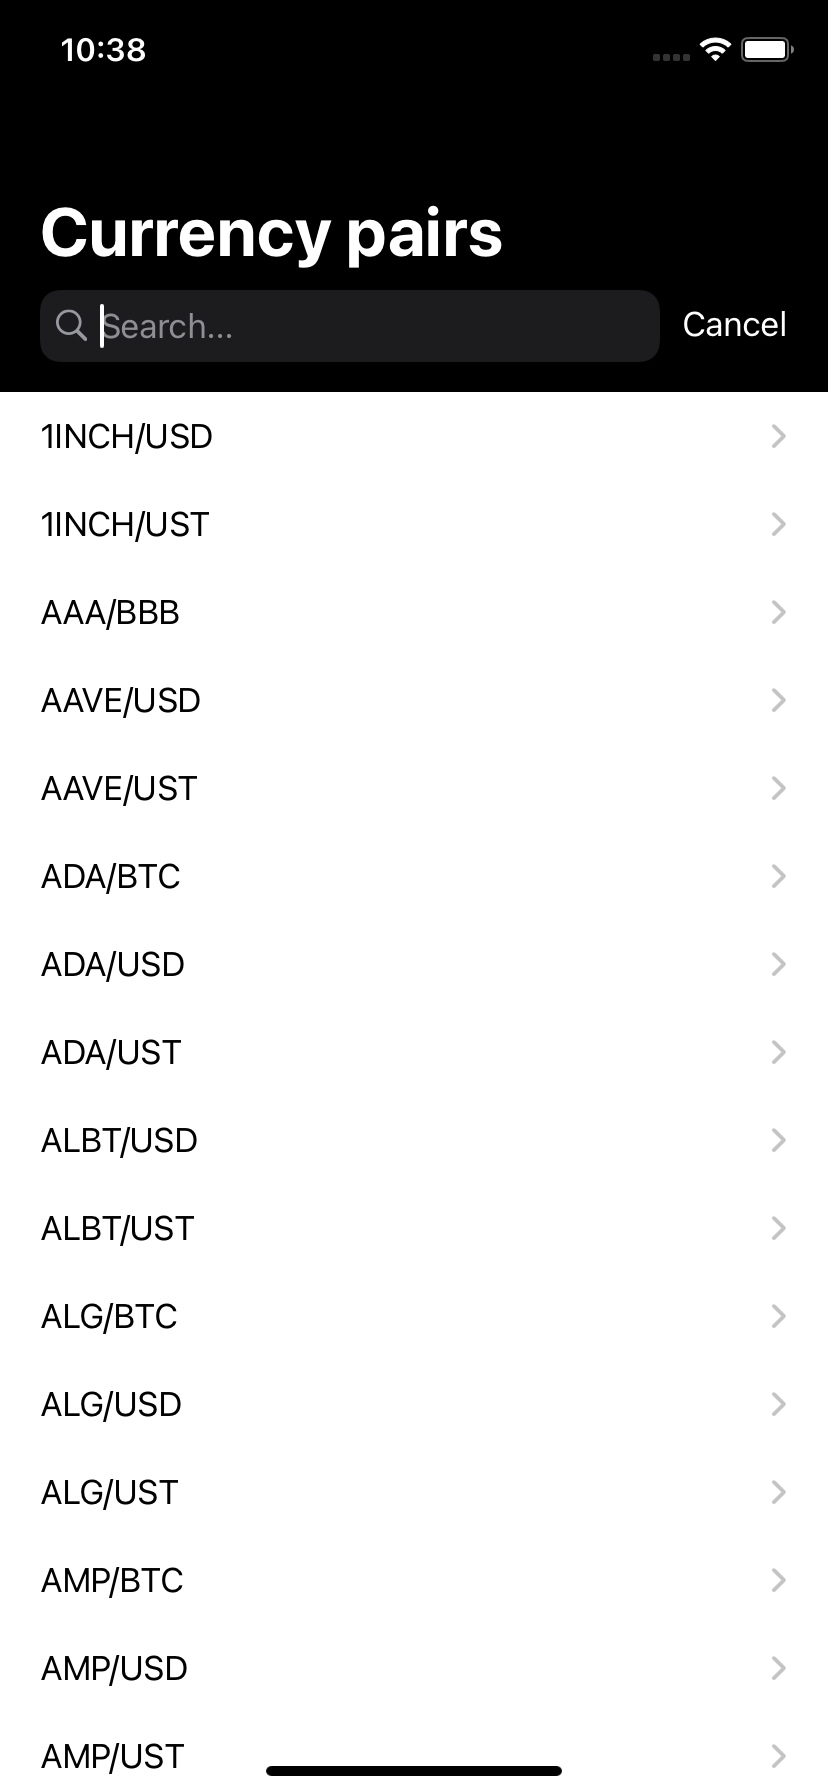 10:38
Currency pairs
Search...
Cancel
1INCH/USD
1INCH/UST
AAA/BBB
AAVE/USD
AAVE/UST
ADA/BTC
ADA/USD
ADA/UST
ALBT/USD
ALBT/UST
ALG/BTC
ALG/USD
ALG/UST
AMP/BTC
AMP/USD
AMP/UST